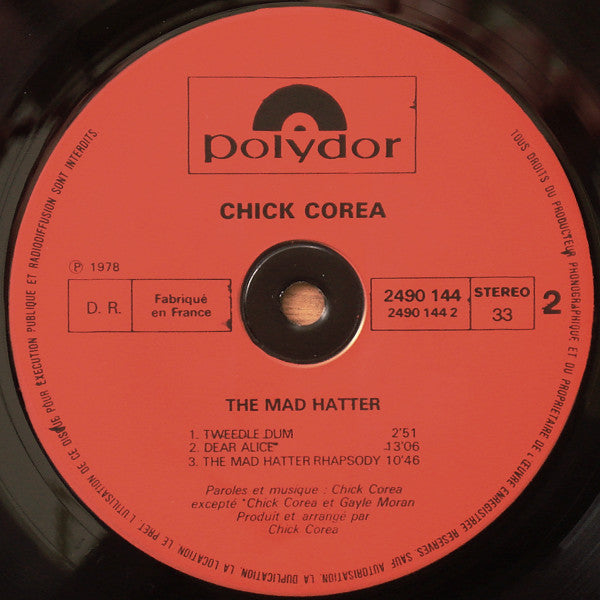 polydor
CHICK COREA
℗ 1978
D. R.
Fabriqué
en France
2490 144
2490 144 2
STEREO
33
2
THE MAD HATTER
1. TWEEDLE DUM 2'51
2. DEAR ALICE* 13'06
3. THE MAD HATTER RHAPSODY 10'46
Paroles et musique : Chick Corea
excepté *Chick Corea et Gayle Moran
Produit et arrangé par
Chick Corea
TOUS DROITS DU PRODUCTEUR PHONOGRAPHIQUE ET DU PROPRIETAIRE DE L'ŒUVRE ENREGISTREE RESERVES. SAUF AUTORISATION, LA DUPLICATION, LA LOCATION, LE PRET, L'UTILISATION DE CE DISQUE POUR EXECUTION PUBLIQUE ET RADIODIFFUSION SONT INTERDITS